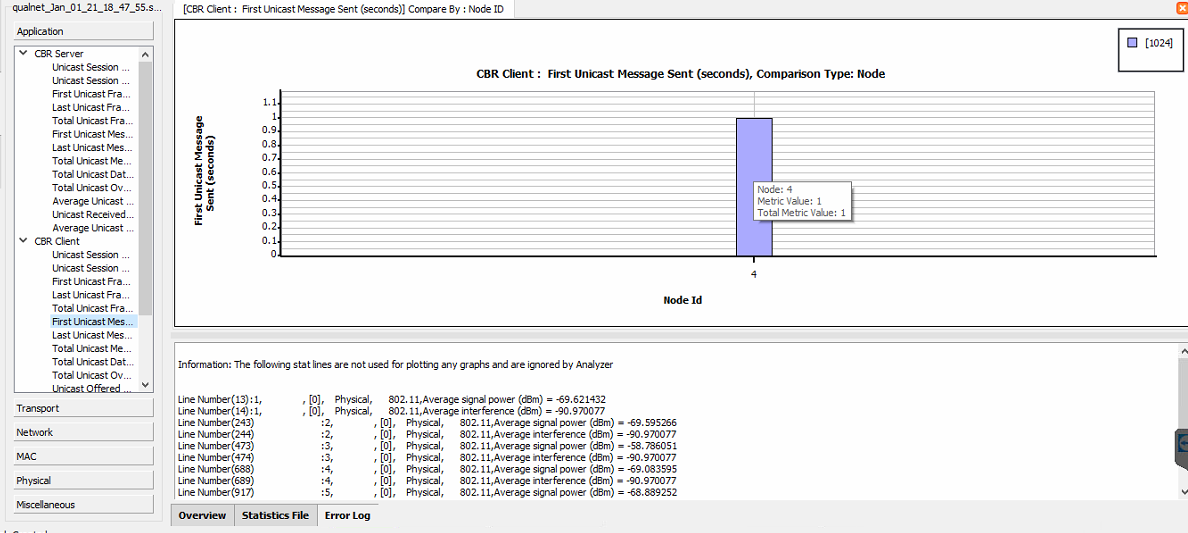 qualnet_Jan_01_21_18_47_55.s...
Application
CBR Server
Unicast Session ...
Unicast Session ...
First Unicast Fra...
Last Unicast Fra...
Total Unicast Fra...
First Unicast Mes...
Last Unicast Mes...
Total Unicast Me...
Total Unicast Dat...
Total Unicast Ov...
Average Unicast ...
Unicast Received...
Average Unicast ...
CBR Client
Unicast Session ...
Unicast Session ...
First Unicast Fra...
Last Unicast Fra...
Total Unicast Fra...
First Unicast Mes...
Last Unicast Mes...
Total Unicast Me...
Total Unicast Dat...
Total Unicast Ov...
Unicast Offered ...
Transport
Network
MAC
Physical
Miscellaneous
[CBR Client : First Unicast Message Sent (seconds)] Compare By : Node ID
[1024]
CBR Client : First Unicast Message Sent (seconds), Comparison Type: Node
First Unicast Message
Sent (seconds)
1.1
1
0.9
0.8
0.7
0.6
0.5
0.4
0.3
0.2
0.1
0
Node: 4
Metric Value: 1
Total Metric Value: 1
4
Node Id
Information: The following stat lines are not used for plotting any graphs and are ignored by Analyzer
Line Number(13):1, , [0], Physical, 802.11,Average signal power (dBm) = -69.621432
Line Number(14):1, , [0], Physical, 802.11,Average interference (dBm) = -90.970077
Line Number(243) :2, , [0], Physical, 802.11,Average signal power (dBm) = -69.595266
Line Number(244) :2, , [0], Physical, 802.11,Average interference (dBm) = -90.970077
Line Number(473) :3, , [0], Physical, 802.11,Average signal power (dBm) = -58.786051
Line Number(474) :3, , [0], Physical, 802.11,Average interference (dBm) = -90.970077
Line Number(688) :4, , [0], Physical, 802.11,Average signal power (dBm) = -69.083595
Line Number(689) :4, , [0], Physical, 802.11,Average interference (dBm) = -90.970077
Line Number(917) :5, , [0], Physical, 802.11,Average signal power (dBm) = -68.889252
Overview Statistics File Error Log